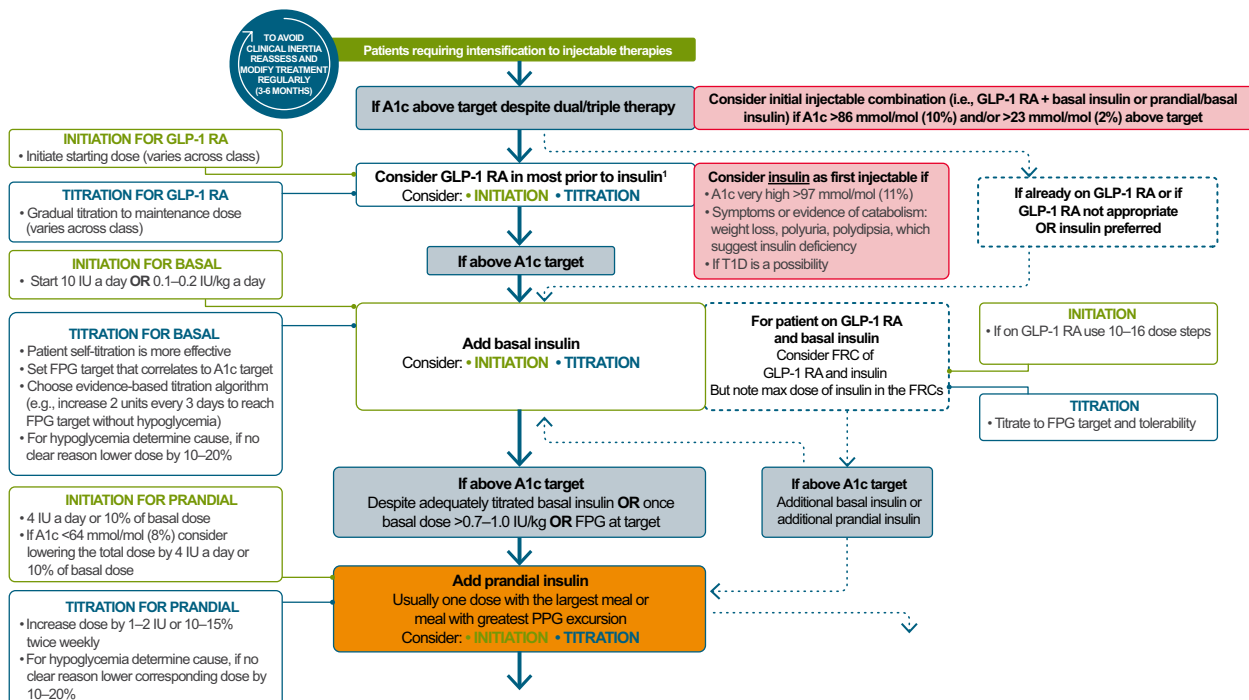 TO AVOID
CLINICAL INERTIA
REASSESS AND
MODIFY TREATMENT
REGULARLY
(3-6 MONTHS)
Patients requiring intensification to injectable therapies
If A1c above target despite dual/triple therapy
Consider initial injectable combination (i.e., GLP-1 RA + basal insulin or prandial/basal
insulin) if A1c >86 mmol/mol (10%) and/or >23 mmol/mol (2%) above
target
INITIATION FOR GLP-1 RA
• Initiate starting dose (varies across class)
TITRATION FOR GLP-1 RA
• Gradual titration to maintenance dose
(varies across class)
Consider GLP-1 RA in most prior to insulin¹
Consider: • INITIATION • TITRATION
Consider insulin as first injectable if
• A1c very high >97 mmol/mol (11%)
• Symptoms or evidence of catabolism:
weight loss, polyuria, polydipsia, which
suggest insulin deficiency
• If T1D is a possibility
If already on GLP-1 RA or if
GLP-1 RA not appropriate
OR insulin preferred
If above A1c target
INITIATION FOR BASAL
• Start 10 IU a day OR 0.1–0.2 IU/kg a day
TITRATION FOR BASAL
• Patient self-titration is more effective
• Set FPG target that correlates to A1c target
• Choose evidence-based titration algorithm
(e.g., increase 2 units every 3 days to reach
FPG target without hypoglycemia)
• For hypoglycemia determine cause, if no
clear reason lower dose by 10–20%
Add basal insulin
Consider: • INITIATION • TITRATION
For patient on GLP-1 RA
and basal insulin
Consider FRC of
GLP-1 RA and insulin
But note max dose of insulin in the FRCs
INITIATION
• If on GLP-1 RA use 10–16 dose steps
TITRATION
• Titrate to FPG target and tolerability
If above A1c target
Despite adequately titrated basal insulin OR once
basal dose >0.7–1.0 IU/kg OR FPG at target
If above A1c target
Additional basal insulin or
additional prandial insulin
INITIATION FOR PRANDIAL
• 4 IU a day or 10% of basal dose
• If A1c <64 mmol/mol (8%) consider
lowering the total dose by 4 IU a day or
10% of basal dose
TITRATION FOR PRANDIAL
• Increase dose by 1–2 IU or 10–15%
twice weekly
• For hypoglycemia determine cause, if no
clear reason lower corresponding dose by
10–20%
Add prandial insulin
Usually one dose with the largest meal or
meal with greatest PPG excursion
Consider: • INITIATION • TITRATION